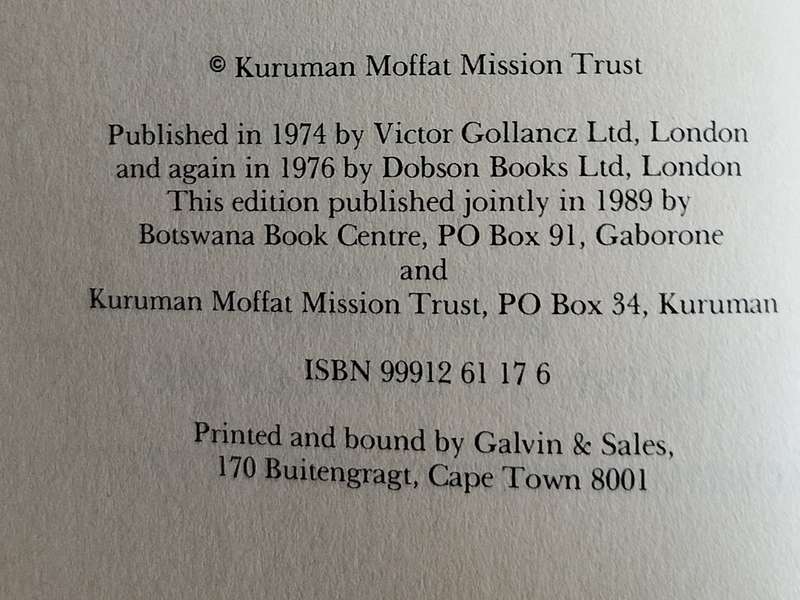 © Kuruman Moffat Mission Trust
Published in 1974 by Victor Gollancz Ltd, London
and again in 1976 by Dobson Books Ltd, London
This edition published jointly in 1989 by
Botswana Book Centre, PO Box 91, Gaborone
and
Kuruman Moffat Mission Trust, PO Box 34, Kuruman
ISBN 99912 61 17 6
Printed and bound by Galvin & Sales,
170 Buitengragt, Cape Town 8001